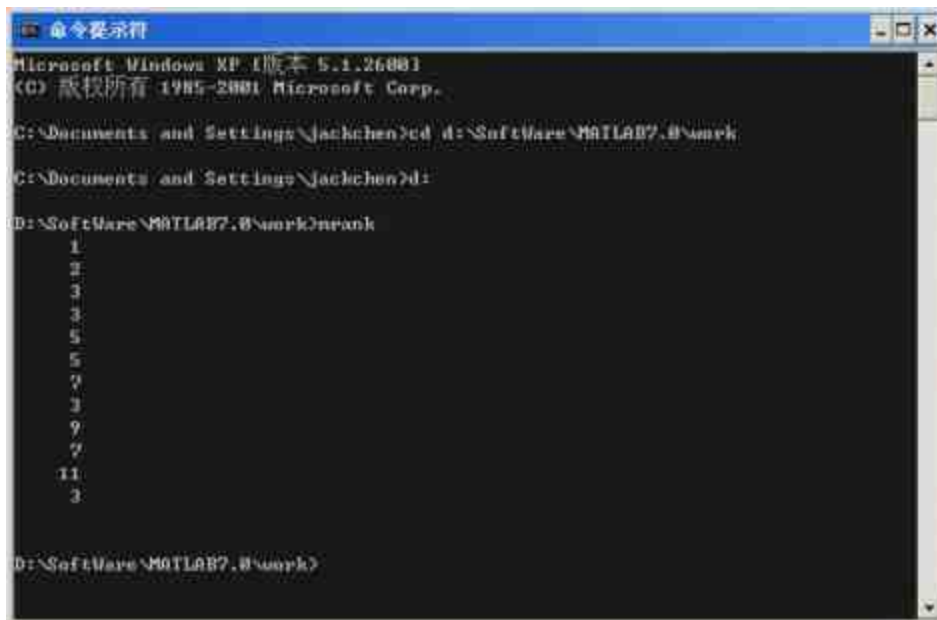 命令提示符
Microsoft Windows XP [版本 5.1.2600]
(C) 版权所有 1985-2001 Microsoft Corp.
C:\Documents and Settings\jackchen>cd d:\SoftWare\MATLAB7.0\work
C:\Documents and Settings\jackchen>d:
D:\SoftWare\MATLAB7.0\work>mrank
1
2
3
3
5
5
7
3
9
7
11
3
D:\SoftWare\MATLAB7.0\work>